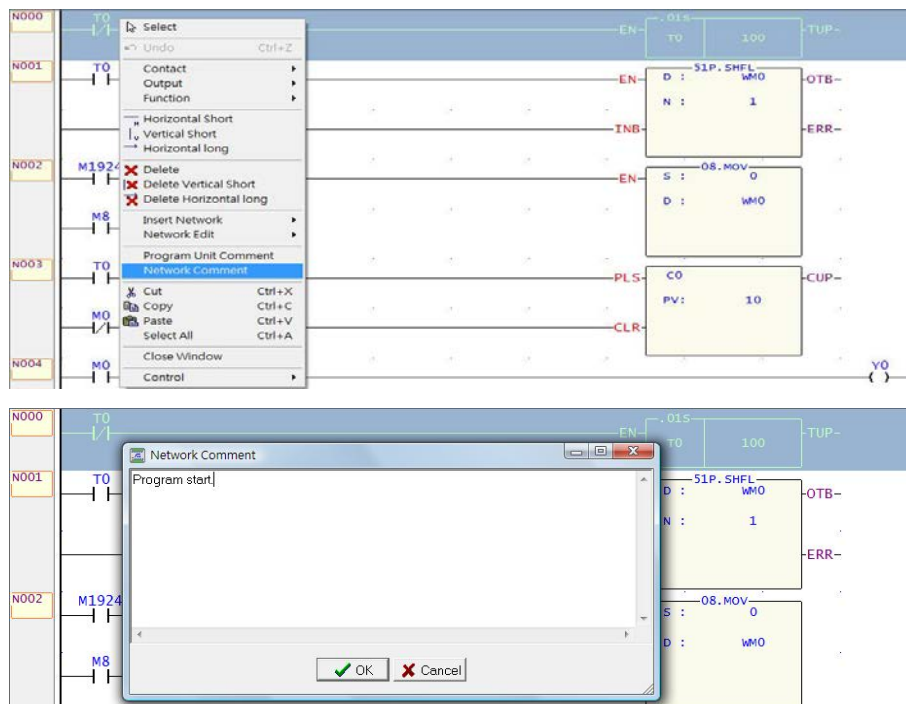 N000 T0 EN .01S TUP
T0 100
Select
Undo Ctrl+Z
N001 T0 Contact EN 51P.SHFL OTB
Output D : WM0
Function N : 1
Horizontal Short INB ERR
Vertical Short
Horizontal long
N002 M1924 Delete EN 08.MOV
Delete Vertical Short S : 0
Delete Horizontal long D : WM0
M8 Insert Network
Network Edit
Program Unit Comment
N003 T0 Network Comment PLS C0 CUP
Cut Ctrl+X PV: 10
Copy Ctrl+C
M0 Paste Ctrl+V CLR
Select All Ctrl+A
Close Window
N004 M0 Control Y0
N000 T0 EN .01S TUP
T0 100
Network Comment
N001 T0 Program start 51P.SHFL
D : WM0 OTB
N : 1
ERR
N002 M1924 08.MOV
S : 0
D : WM0
M8 OK Cancel